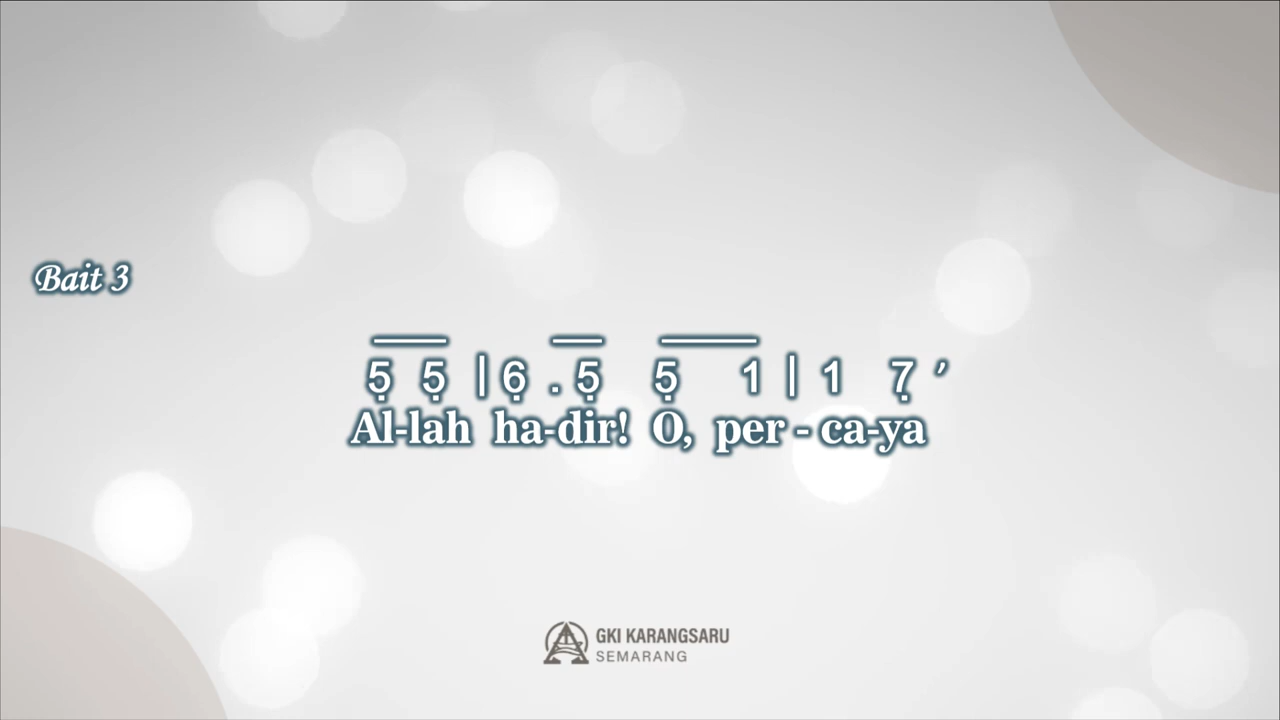 Bait 3
5̣ 5̣ | 6̣ . 5̣ 5̣ 1 | 1 7̣ ’
Al-lah ha-dir! O, per - ca-ya
GKI KARANGSARU
SEMARANG